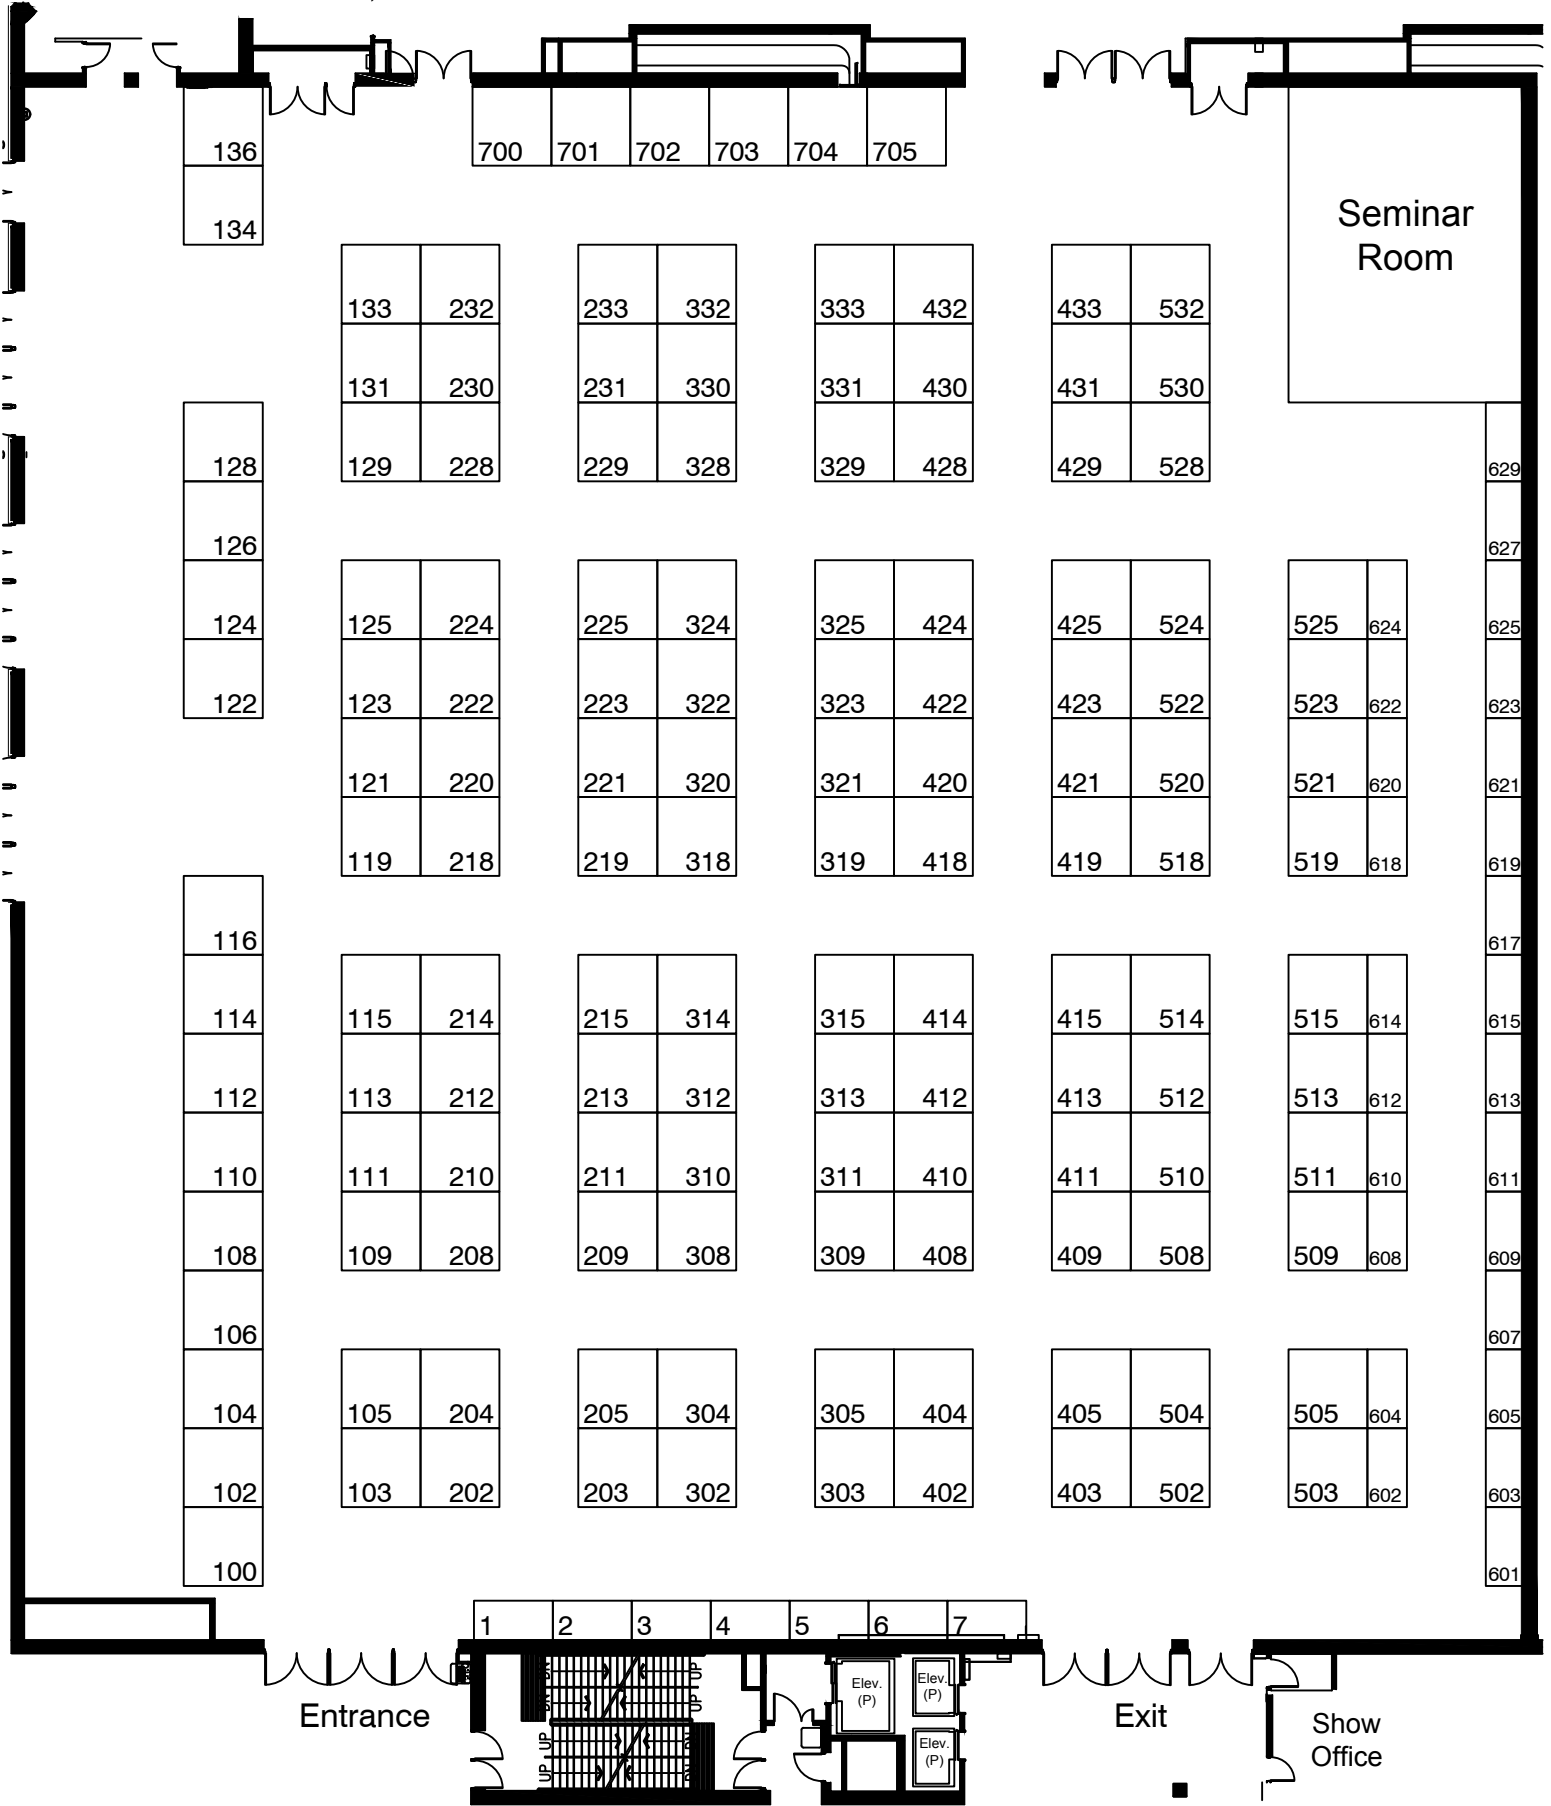 136 700 701 702 703 704 705
134
Seminar
Room
133 232 233 332 333 432 433 532
131 230 231 330 331 430 431 530
128 129 228 229 328 329 428 429 528 629
126 627
124 125 224 225 324 325 424 425 524 525 624 625
122 123 222 223 322 323 422 423 522 523 622 623
121 220 221 320 321 420 421 520 521 620 621
119 218 219 318 319 418 419 518 519 618 619
116 617
114 115 214 215 314 315 414 415 514 515 614 615
112 113 212 213 312 313 412 413 512 513 612 613
110 111 210 211 310 311 410 411 510 511 610 611
108 109 208 209 308 309 408 409 508 509 608 609
106 607
104 105 204 205 304 305 404 405 504 505 604 605
102 103 202 203 302 303 402 403 502 503 602 603
100 601
1 2 3 4 5 6 7
Entrance
DN UP
DN UP
UP DN
UP DN
Elev.
(P)
Elev.
(P)
Elev.
(P)
Exit
Show
Office